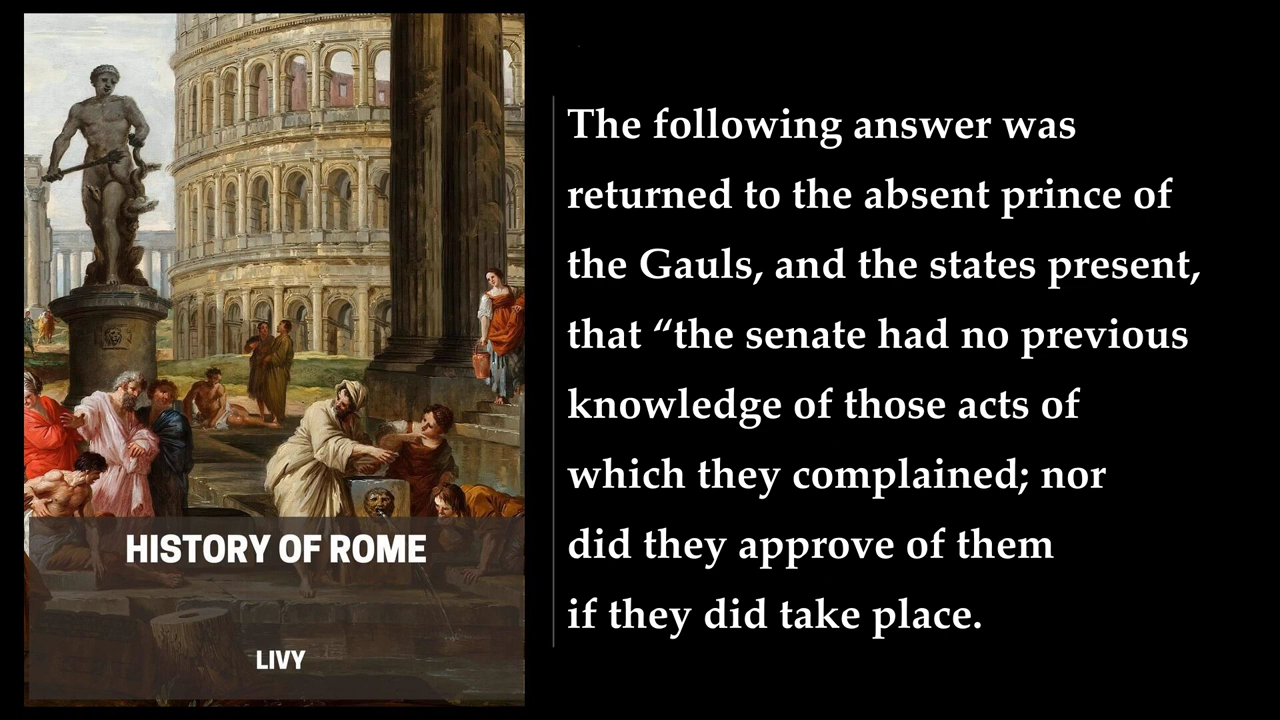 HISTORY OF ROME
LIVY
The following answer was
returned to the absent prince of
the Gauls, and the states present,
that “the senate had no previous
knowledge of those acts of
which they complained; nor
did they approve of them
if they did take place.